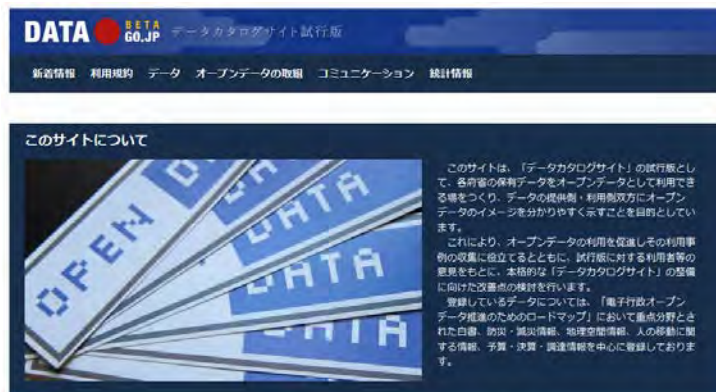 DATA BETA GO.JP データカタログサイト試行版
新着情報 利用規約 データ オープンデータの取組 コミュニケーション 統計情報
このサイトについて
OPEN DATA
DATA
DATA
DATA
このサイトは、「データカタログサイト」の試行版とし
て、各府省の保有データをオープンデータとして利用でき
る場をつくり、データの提供側・利用側双方にオープン
データのイメージを分かりやすく示すことを目的としてい
ます。
これにより、オープンデータの利用を促進しその利用事
例の収集に役立てるとともに、試行版に対する利用者等の
意見をもとに、本格的な「データカタログサイト」の整備
に向けた改善点の検討を行います。
登録しているデータについては、「電子行政オープン
データ推進のためのロードマップ」において重点分野とさ
れた白書、防災・減災情報、地理空間情報、人の移動に関
する情報、予算・決算・調達情報を中心に登録しておりま
す。